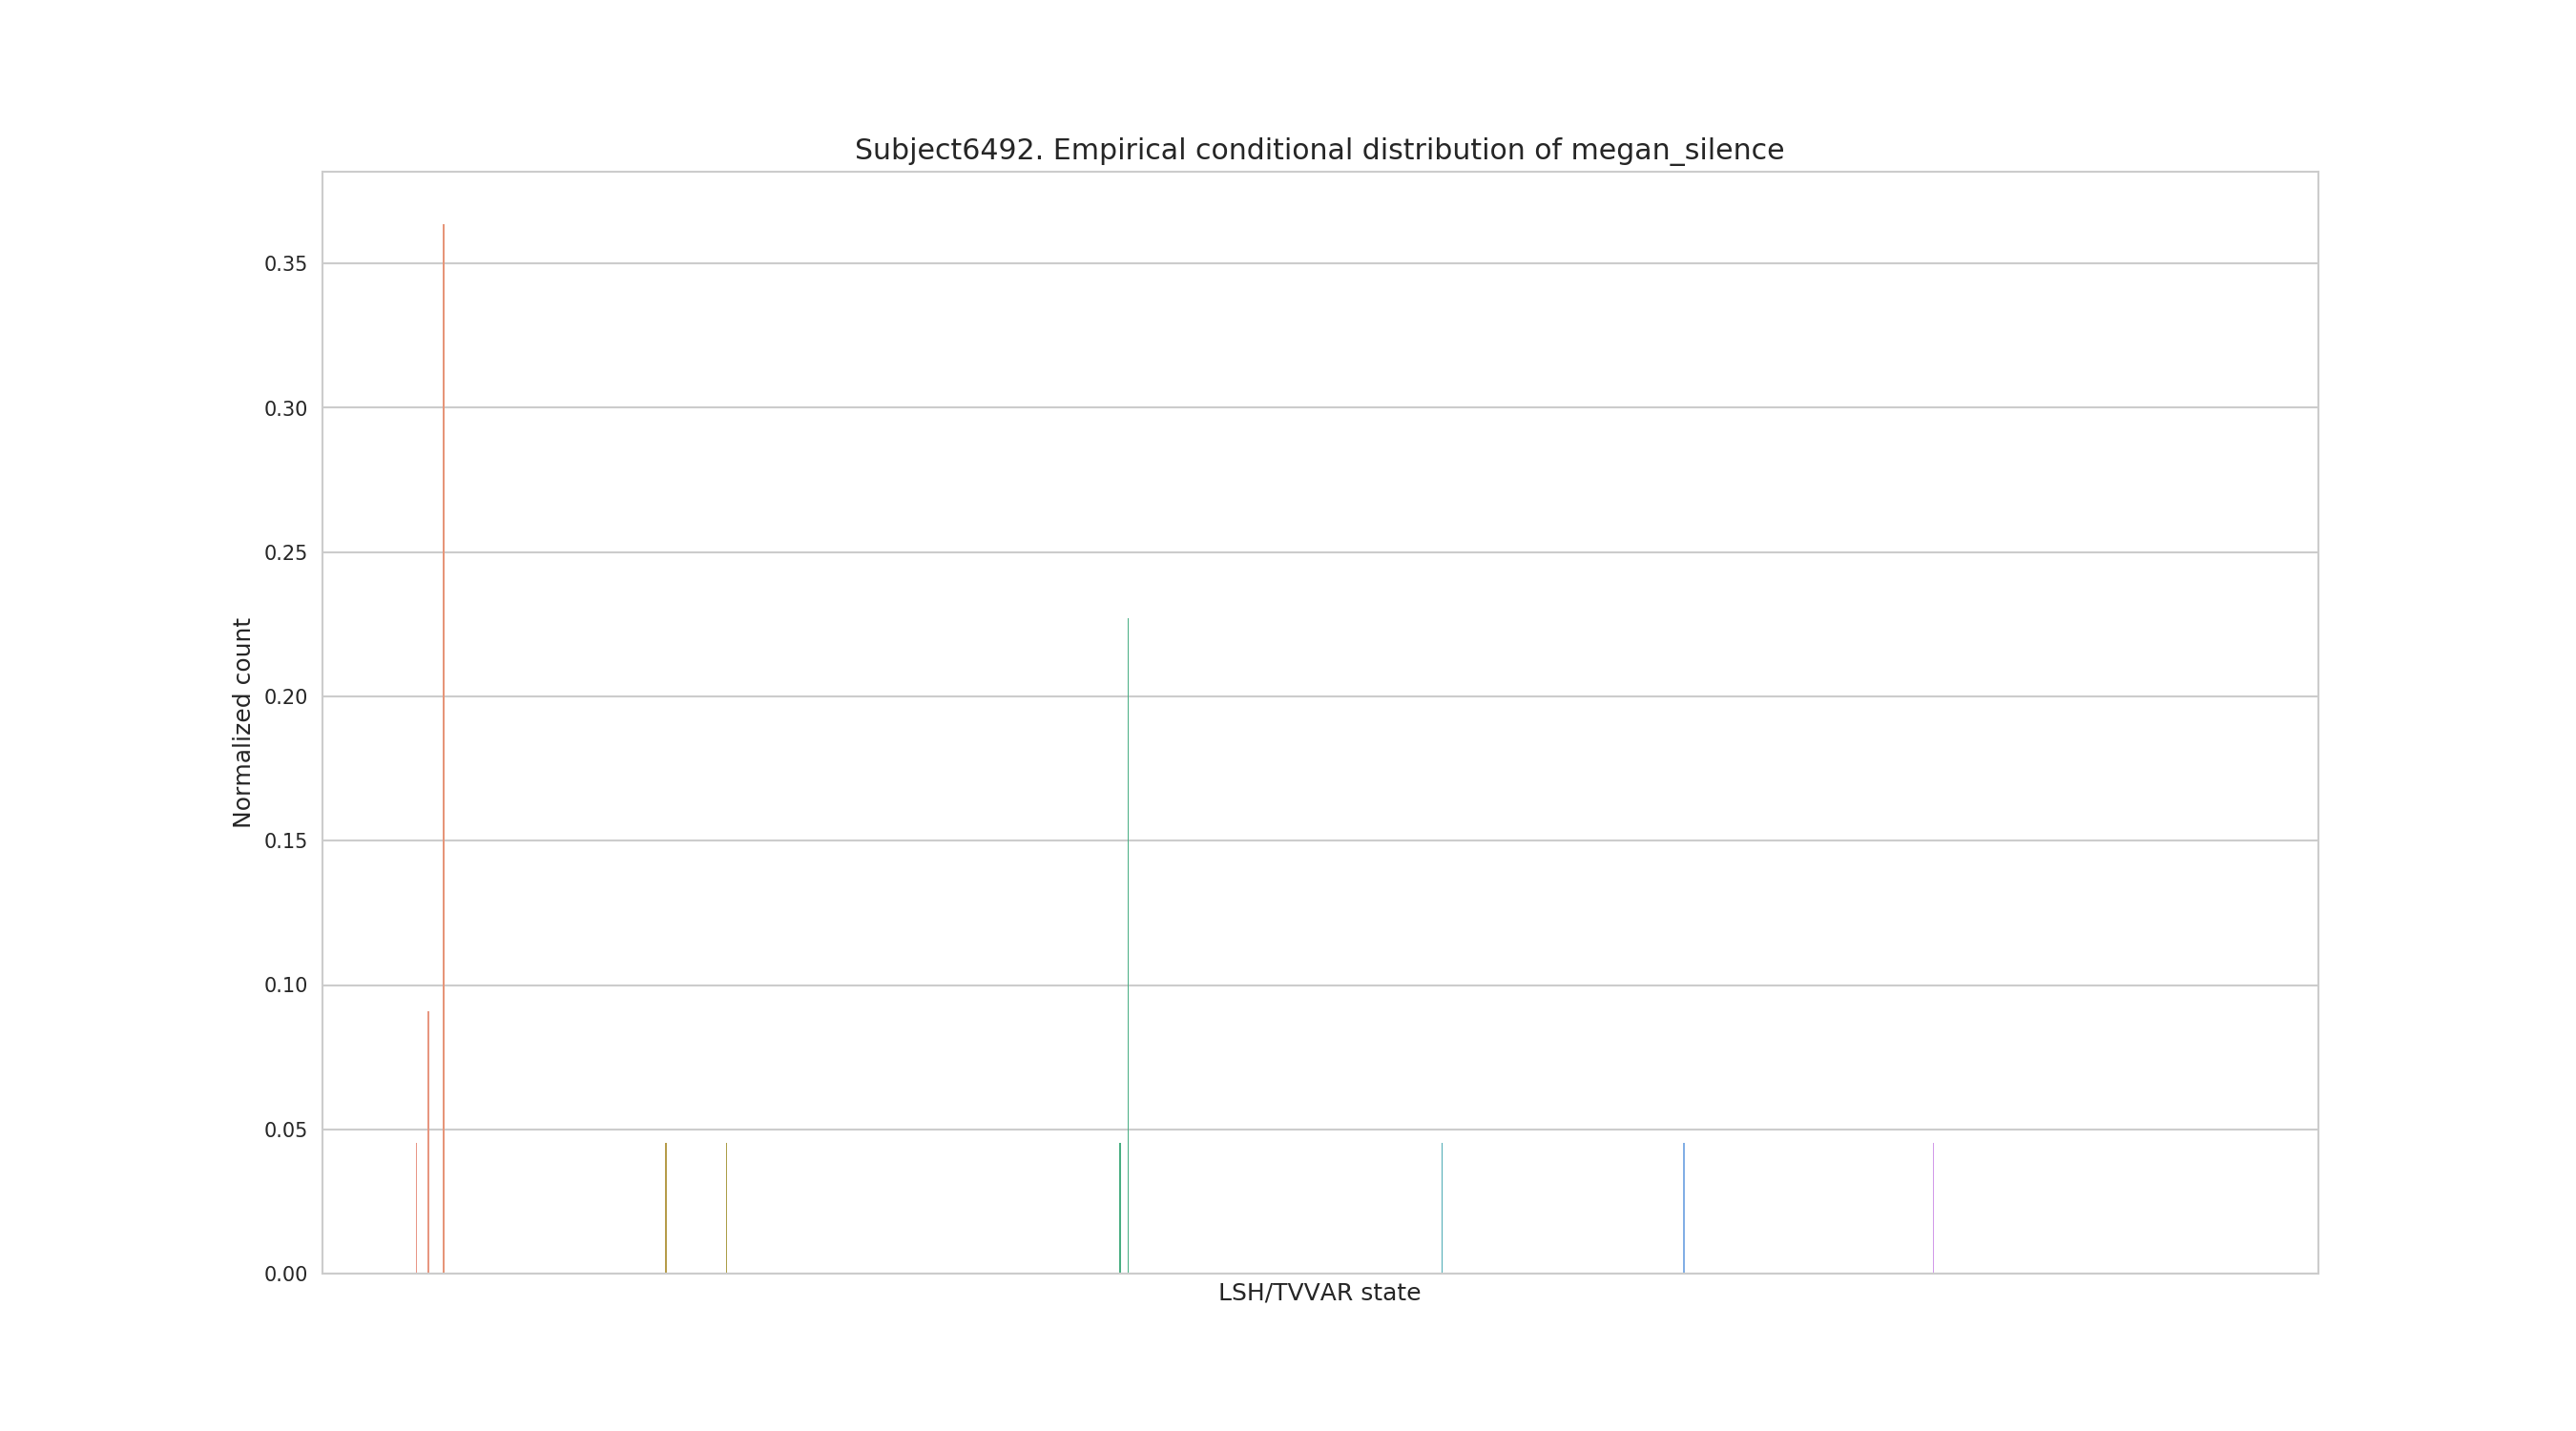 Subject6492. Empirical conditional distribution of megan_silence
0.35
0.30
0.25
0.20
0.15
0.10
0.05
0.00
Normalized count
LSH/TVVAR state